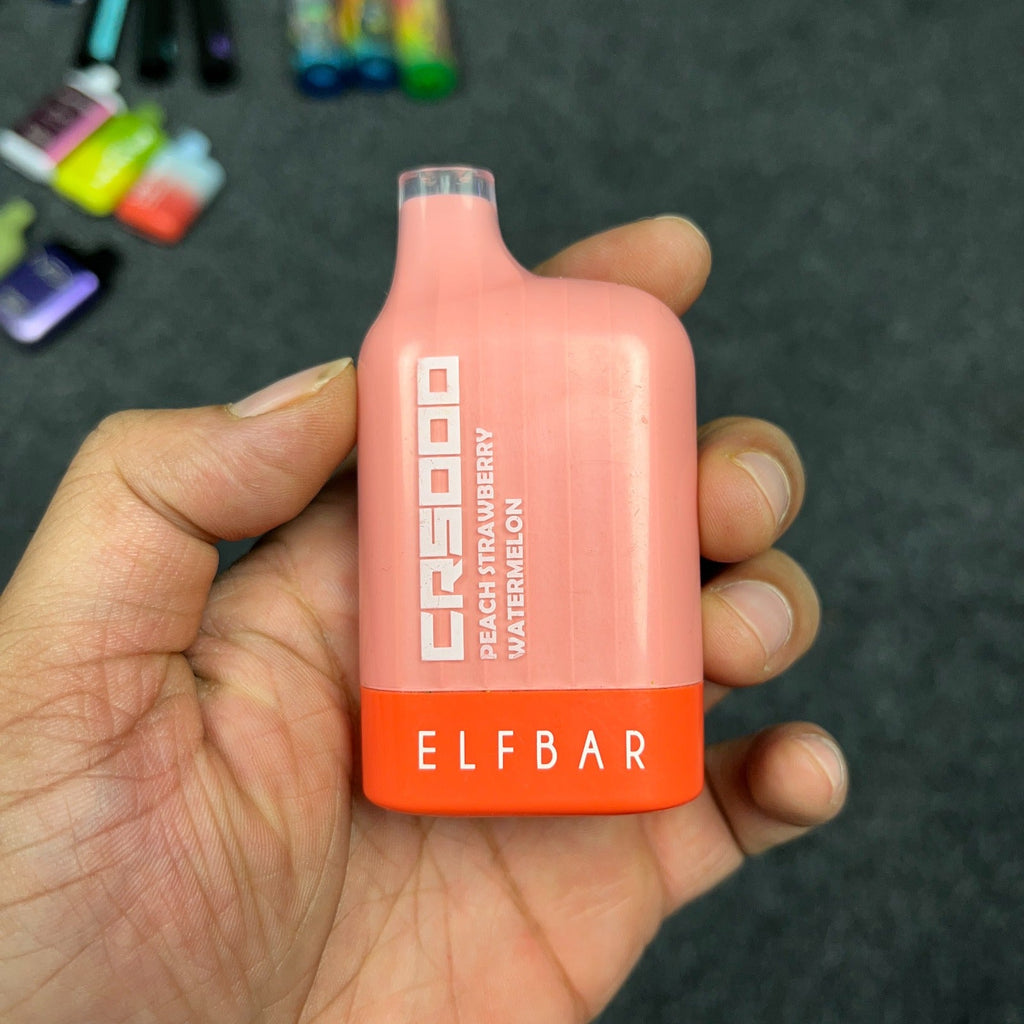 CR5000
PEACH STRAWBERRY
WATERMELON
ELFBAR